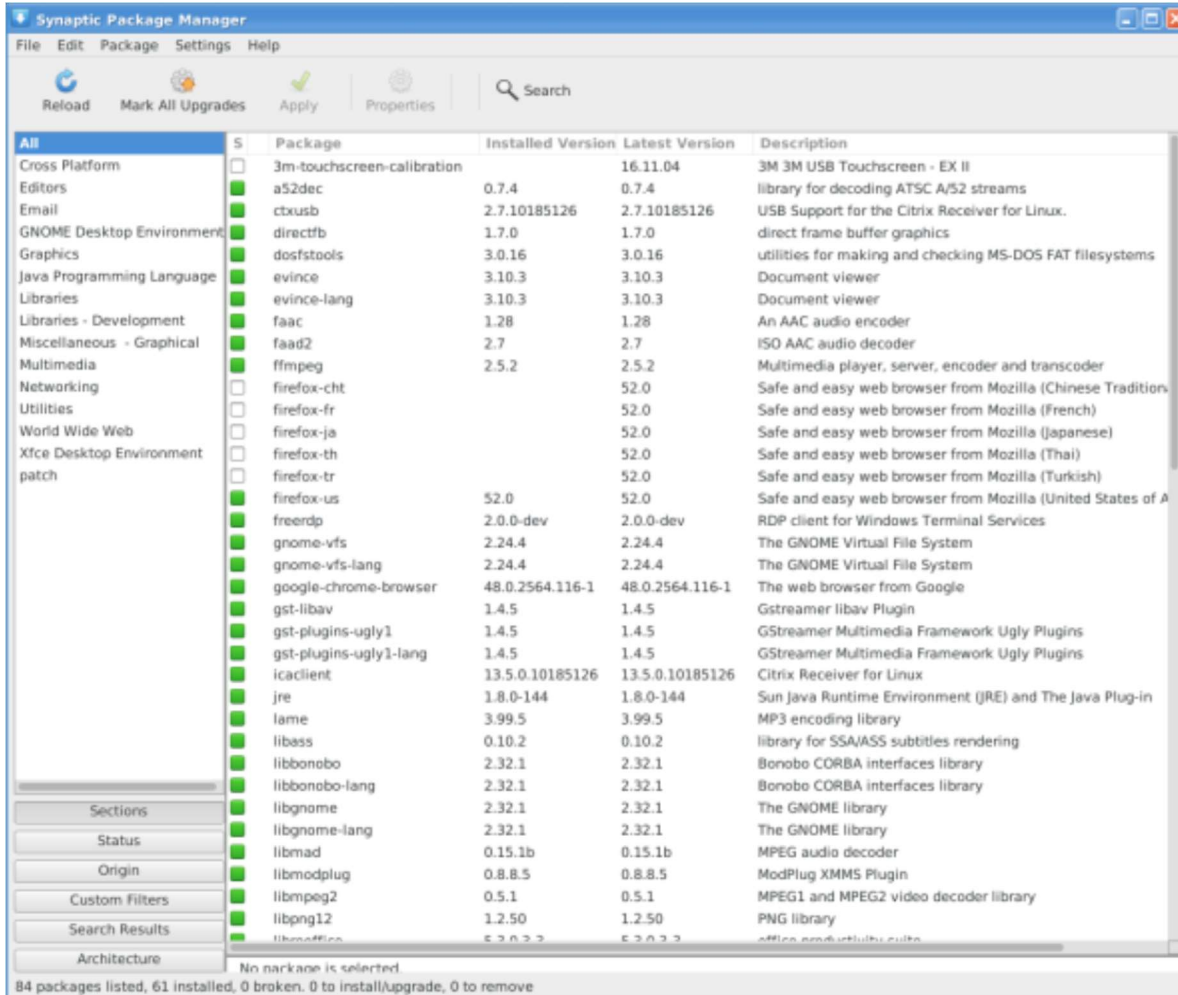 Synaptic Package Manager
File Edit Package Settings Help
Reload Mark All Upgrades Apply Properties Search
All
Cross Platform
Editors
Email
GNOME Desktop Environment
Graphics
Java Programming Language
Libraries
Libraries - Development
Miscellaneous - Graphical
Multimedia
Networking
Utilities
World Wide Web
Xfce Desktop Environment
patch
Sections
Status
Origin
Custom Filters
Search Results
Architecture
S Package Installed Version Latest Version Description
3m-touchscreen-calibration 16.11.04 3M 3M USB Touchscreen - EX II
a52dec 0.7.4 0.7.4 library for decoding ATSC A/52 streams
ctxusb 2.7.10185126 2.7.10185126 USB Support for the Citrix Receiver for Linux.
directfb 1.7.0 1.7.0 direct frame buffer graphics
dosfstools 3.0.16 3.0.16 utilities for making and checking MS-DOS FAT filesystems
evince 3.10.3 3.10.3 Document viewer
evince-lang 3.10.3 3.10.3 Document viewer
faac 1.28 1.28 An AAC audio encoder
faad2 2.7 2.7 ISO AAC audio decoder
ffmpeg 2.5.2 2.5.2 Multimedia player, server, encoder and transcoder
firefox-cht 52.0 Safe and easy web browser from Mozilla (Chinese Tradition
firefox-fr 52.0 Safe and easy web browser from Mozilla (French)
firefox-ja 52.0 Safe and easy web browser from Mozilla (Japanese)
firefox-th 52.0 Safe and easy web browser from Mozilla (Thai)
firefox-tr 52.0 Safe and easy web browser from Mozilla (Turkish)
firefox-us 52.0 52.0 Safe and easy web browser from Mozilla (United States of A
freerdp 2.0.0-dev 2.0.0-dev RDP client for Windows Terminal Services
gnome-vfs 2.24.4 2.24.4 The GNOME Virtual File System
gnome-vfs-lang 2.24.4 2.24.4 The GNOME Virtual File System
google-chrome-browser 48.0.2564.116-1 48.0.2564.116-1 The web browser from Google
gst-libav 1.4.5 1.4.5 Gstreamer libav Plugin
gst-plugins-ugly1 1.4.5 1.4.5 GStreamer Multimedia Framework Ugly Plugins
gst-plugins-ugly1-lang 1.4.5 1.4.5 GStreamer Multimedia Framework Ugly Plugins
icaclient 13.5.0.10185126 13.5.0.10185126 Citrix Receiver for Linux
jre 1.8.0-144 1.8.0-144 Sun Java Runtime Environment (JRE) and The Java Plug-in
lame 3.99.5 3.99.5 MP3 encoding library
libass 0.10.2 0.10.2 library for SSA/ASS subtitles rendering
libbonobo 2.32.1 2.32.1 Bonobo CORBA interfaces library
libbonobo-lang 2.32.1 2.32.1 Bonobo CORBA interfaces library
libgnome 2.32.1 2.32.1 The GNOME library
libgnome-lang 2.32.1 2.32.1 The GNOME library
libmad 0.15.1b 0.15.1b MPEG audio decoder
libmodplug 0.8.8.5 0.8.8.5 ModPlug XMMS Plugin
libmpeg2 0.5.1 0.5.1 MPEG1 and MPEG2 video decoder library
libpng12 1.2.50 1.2.50 PNG library
libreoffice office productivity suite
No package is selected.
84 packages listed, 61 installed, 0 broken. 0 to install/upgrade, 0 to remove